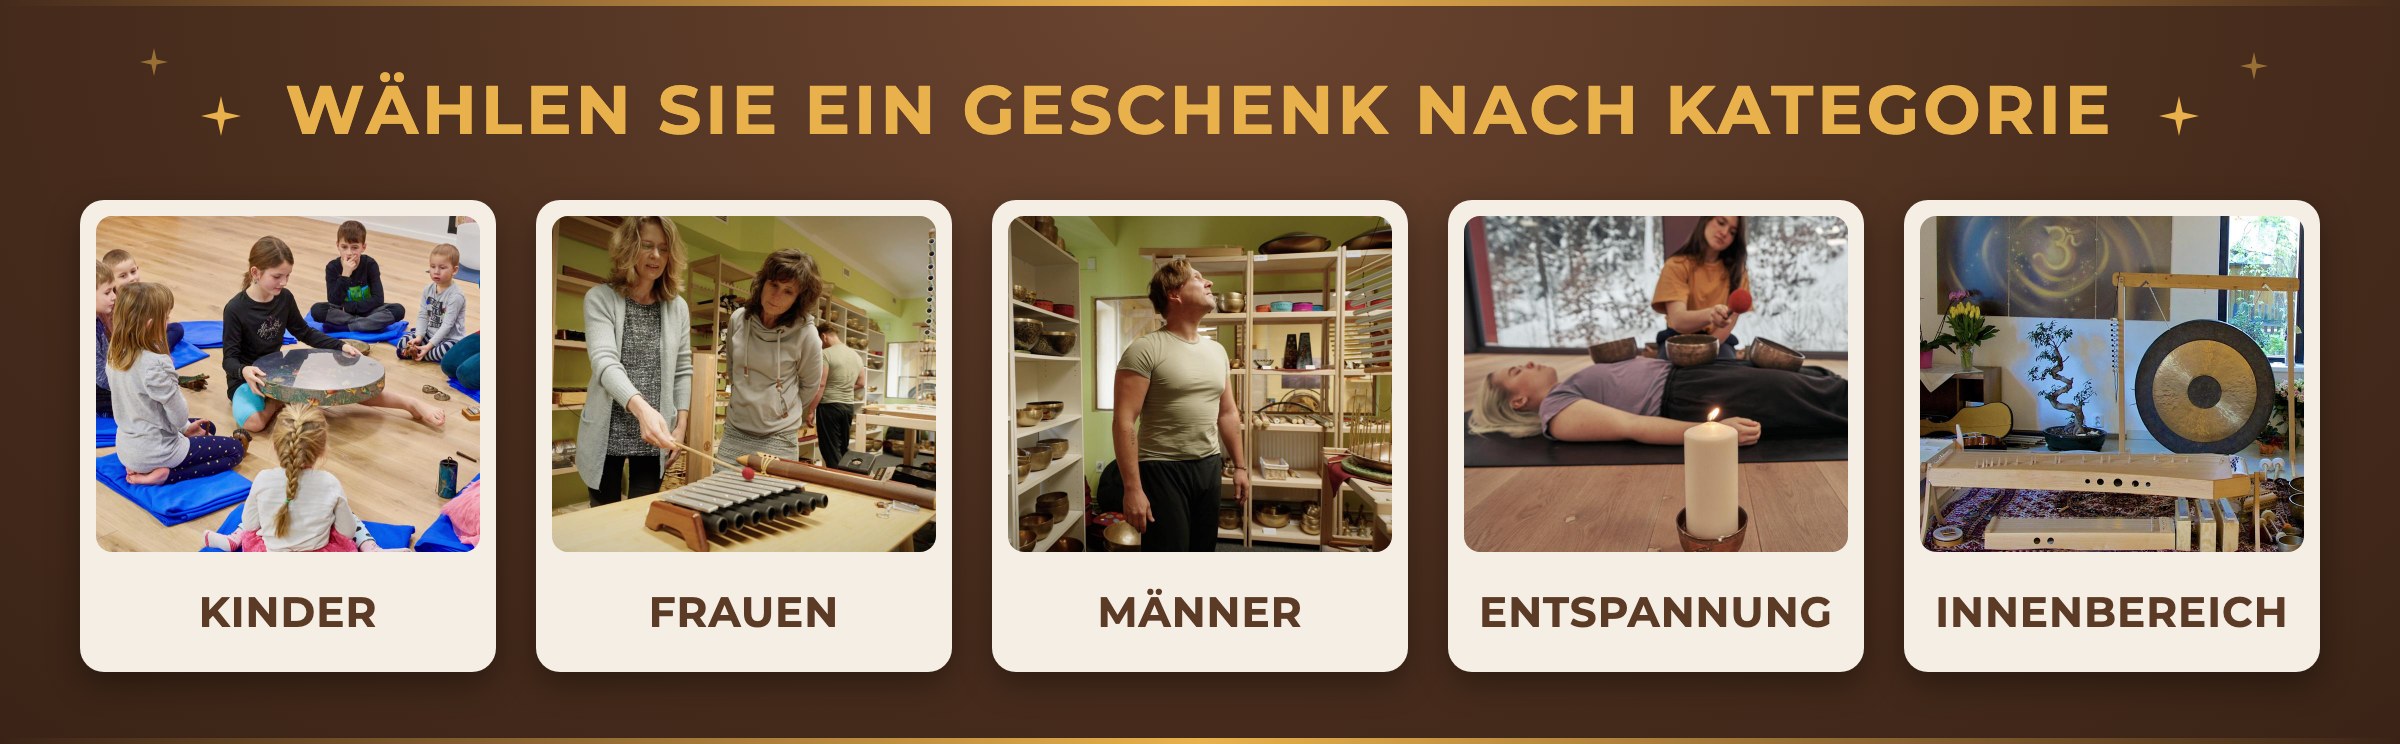 WÄHLEN SIE EIN GESCHENK NACH KATEGORIE
KINDER
FRAUEN
MÄNNER
ENTSPANNUNG
INNENBEREICH